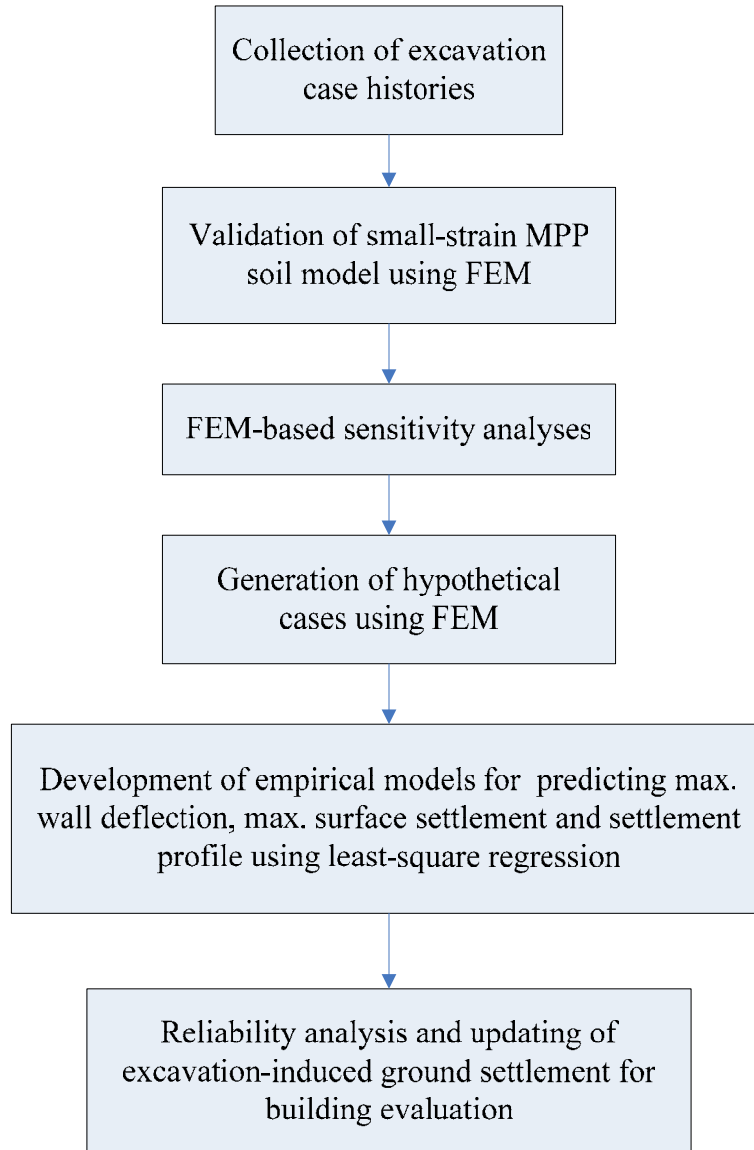 Collection of excavation
case histories
Validation of small-strain MPP
soil model using FEM
FEM-based sensitivity analyses
Generation of hypothetical
cases using FEM
Development of empirical models for predicting max.
wall deflection, max. surface settlement and settlement
profile using least-square regression
Reliability analysis and updating of
excavation-induced ground settlement for
building evaluation